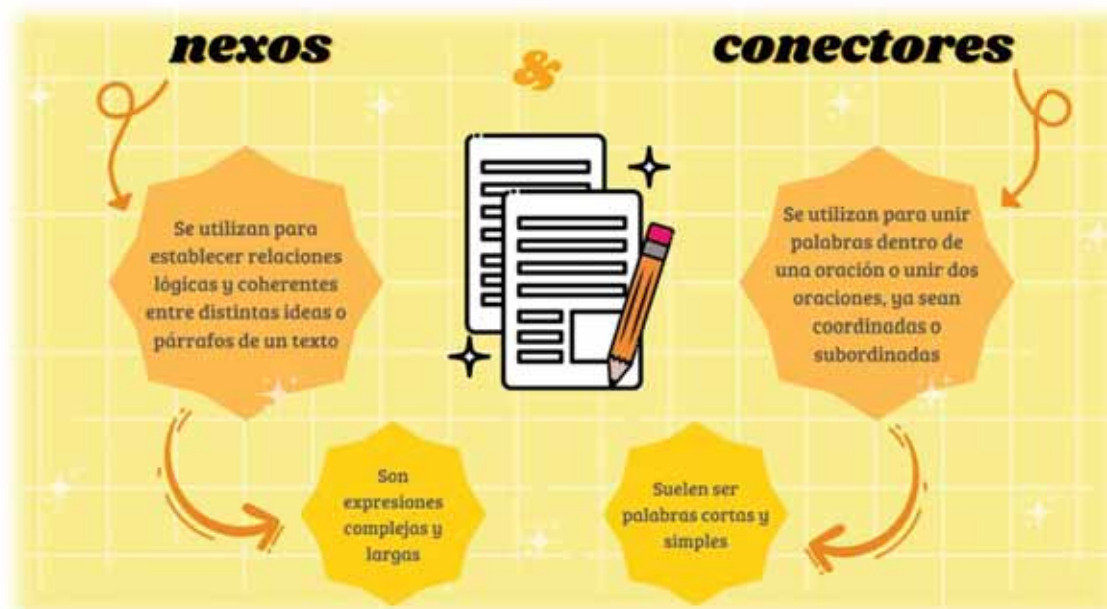 nexos
&
conectores
Se utilizan para
establecer relaciones
lógicas y coherentes
entre distintas ideas o
párrafos de un texto
Se utilizan para unir
palabras dentro de
una oración o unir dos
oraciones, ya sean
coordinadas o
subordinadas
Son
expresiones
complejas y
largas
Suelen ser
palabras cortas y
simples